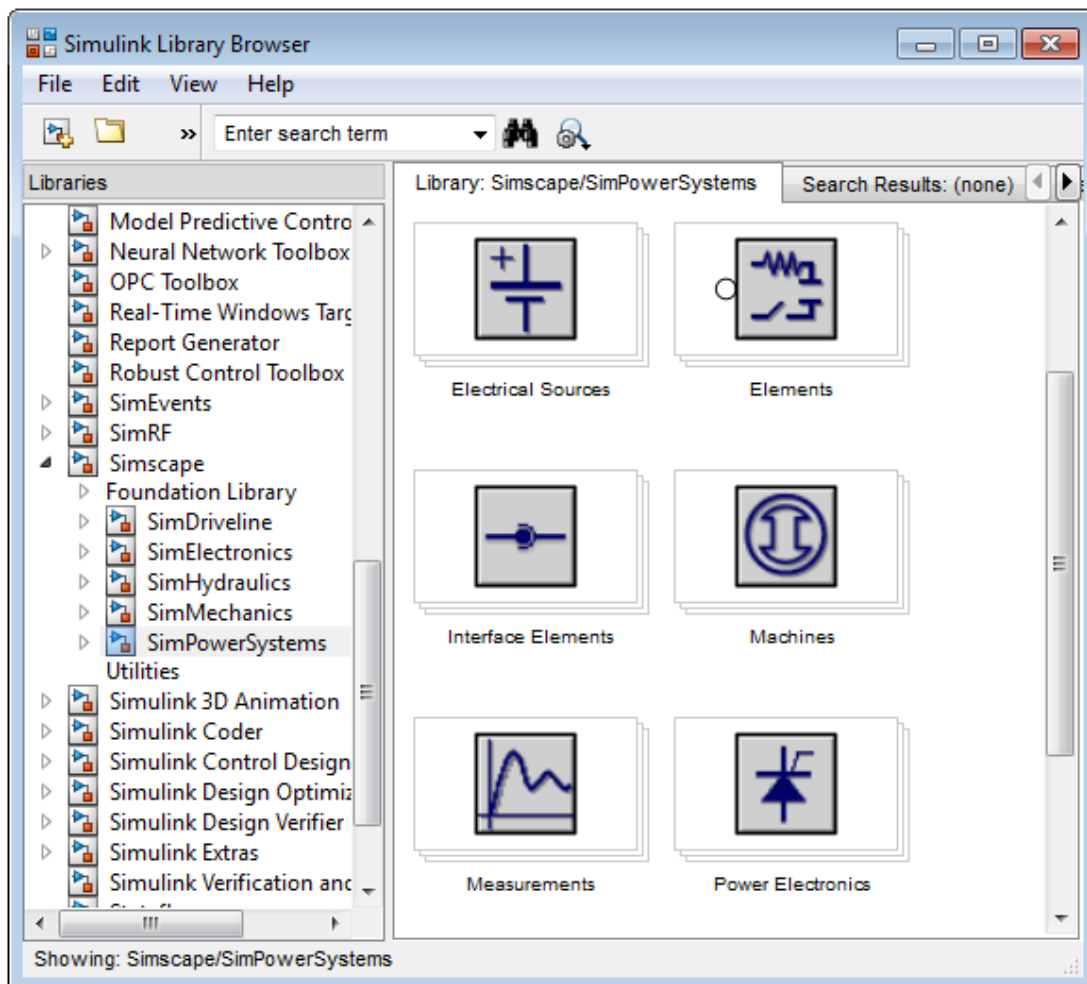 Simulink Library Browser
File Edit View Help
» Enter search term
Libraries
Library: Simscape/SimPowerSystems
Search Results: (none)
Model Predictive Contro
Neural Network Toolbox
OPC Toolbox
Real-Time Windows Targ
Report Generator
Robust Control Toolbox
SimEvents
SimRF
Simscape
Foundation Library
SimDriveline
SimElectronics
SimHydraulics
SimMechanics
SimPowerSystems
Utilities
Simulink 3D Animation
Simulink Coder
Simulink Control Design
Simulink Design Optimiz
Simulink Design Verifier
Simulink Extras
Simulink Verification and
Electrical Sources
Elements
Interface Elements
Machines
Measurements
Power Electronics
Showing: Simscape/SimPowerSystems